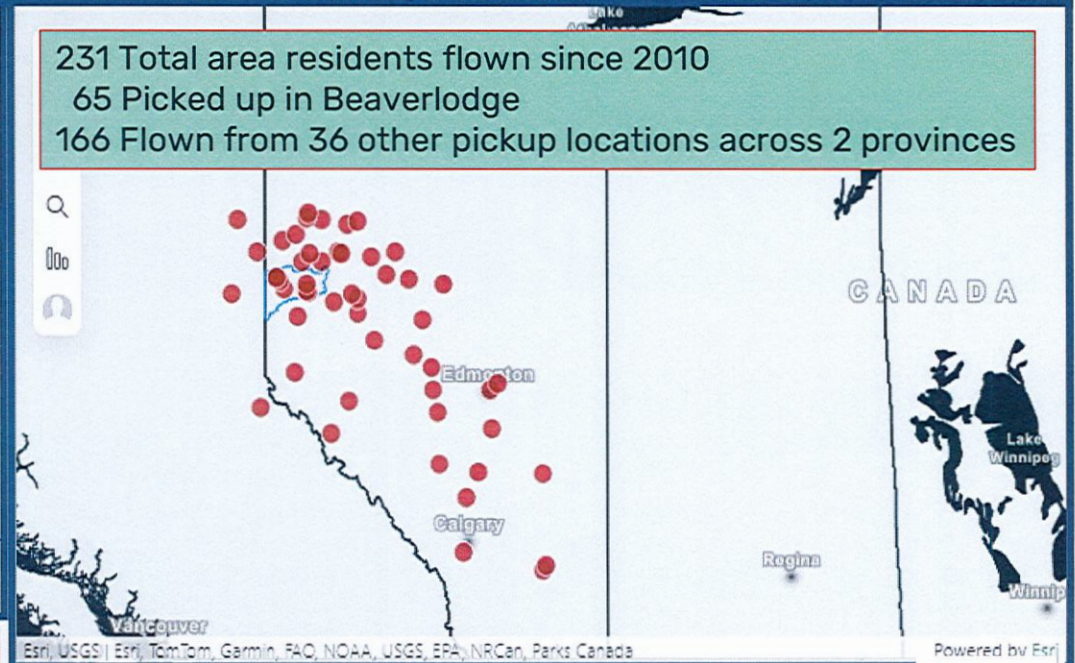 Lake
231 Total area residents flown since 2010
65 Picked up in Beaverlodge
166 Flown from 36 other pickup locations across 2 provinces
CANADA
Edmonton
Lake
Winnipeg
Calgary
Regina
Winnip
Vancouver
Esri, USGS | Esri, TomTom, Garmin, FAO, NOAA, USGS, EPA, NRCan, Parks Canada
Powered by Esri